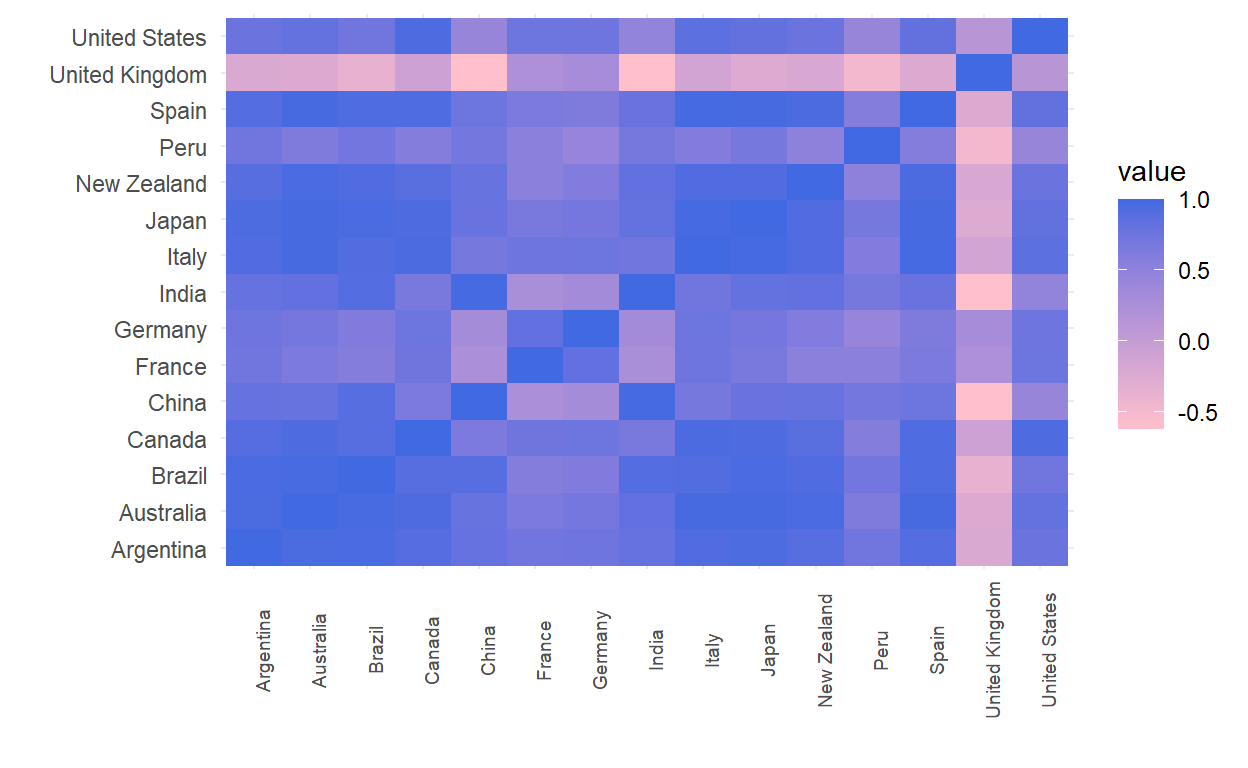 United States
United Kingdom
Spain
Peru
New Zealand
Japan
Italy
India
Germany
France
China
Canada
Brazil
Australia
Argentina
Argentina
Australia
Brazil
Canada
China
France
Germany
India
Italy
Japan
New Zealand
Peru
Spain
United Kingdom
United States
value
1.0
0.5
0.0
-0.5